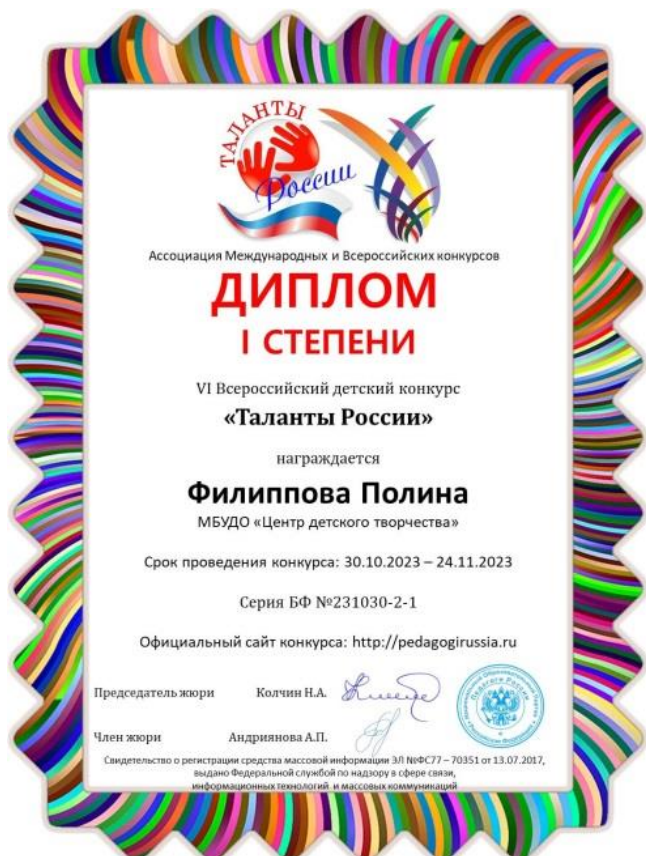 ТАЛАНТЫ
России
Ассоциация Международных и Всероссийских конкурсов
ДИПЛОМ
I СТЕПЕНИ
VI Всероссийский детский конкурс
«Таланты России»
награждается
Филиппова Полина
МБУДО «Центр детского творчества»
Срок проведения конкурса: 30.10.2023 – 24.11.2023
Серия БФ №231030-2-1
Официальный сайт конкурса: http://pedagogirussia.ru
Председатель жюри Колчин Н.А.
Член жюри Андриянова А.П.
Педагоги России
Свидетельство о регистрации средства массовой информации ЭЛ №ФС77 – 70351 от 13.07.2017,
выдано Федеральной службой по надзору в сфере связи,
информационных технологий и массовых коммуникаций